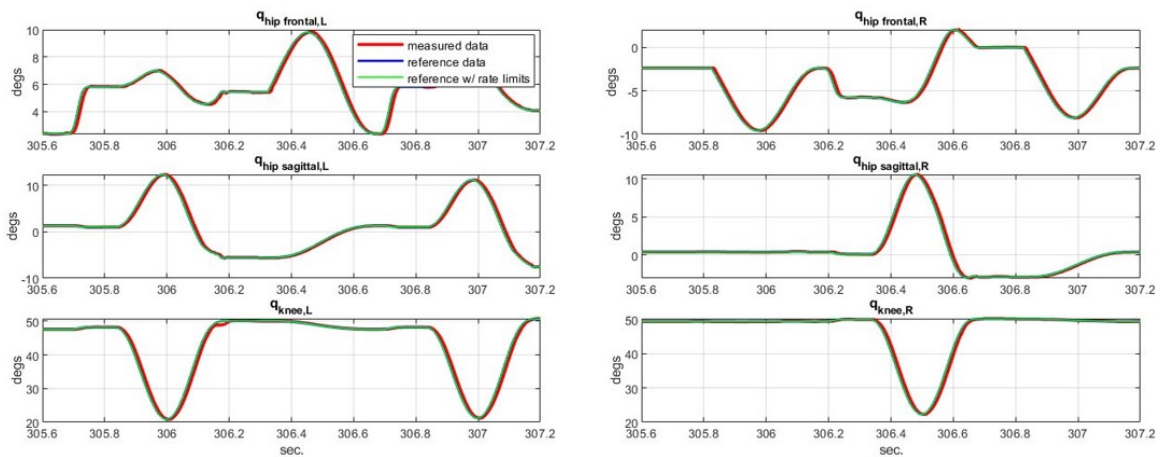 q hip frontal,L
10
8
6
4
degs
measured data
reference data
reference w/ rate limits
305.6 305.8 306 306.2 306.4 306.6 306.8 307 307.2
q hip frontal,R
0
-5
-10
degs
305.6 305.8 306 306.2 306.4 306.6 306.8 307 307.2
q hip sagittal,L
10
0
-10
degs
305.6 305.8 306 306.2 306.4 306.6 306.8 307 307.2
q hip sagittal,R
10
5
0
degs
305.6 305.8 306 306.2 306.4 306.6 306.8 307 307.2
q knee,L
50
40
30
20
degs
305.6 305.8 306 306.2 306.4 306.6 306.8 307 307.2
sec.
q knee,R
50
40
30
20
degs
305.6 305.8 306 306.2 306.4 306.6 306.8 307 307.2
sec.